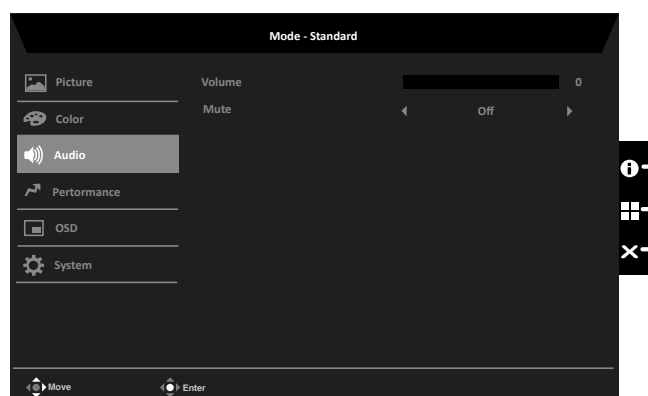 Mode - Standard
Picture
Volume 0
Mute Off
Color
Audio
Pertormance
OSD
System
Move Enter